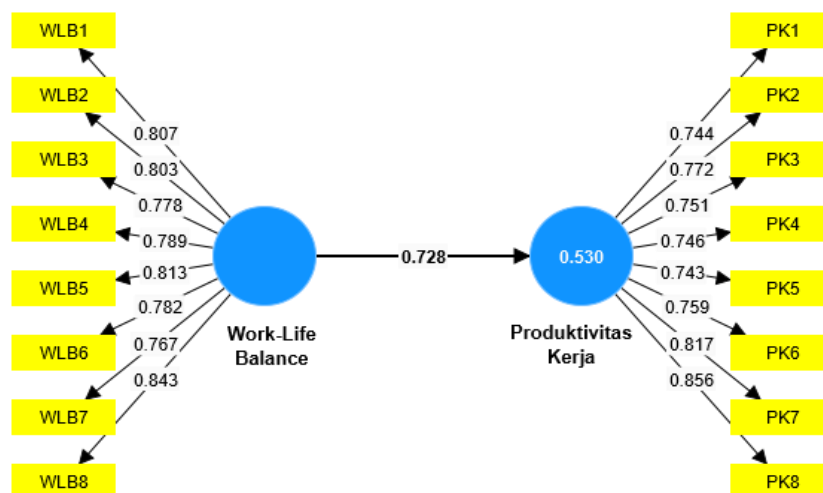 WLB1
WLB2
WLB3
WLB4
WLB5
WLB6
WLB7
WLB8
0.807
0.803
0.778
0.789
0.813
0.782
0.767
0.843
Work-Life
Balance
0.728
0.530
Produktivitas
Kerja
0.744
0.772
0.751
0.746
0.743
0.759
0.817
0.856
PK1
PK2
PK3
PK4
PK5
PK6
PK7
PK8